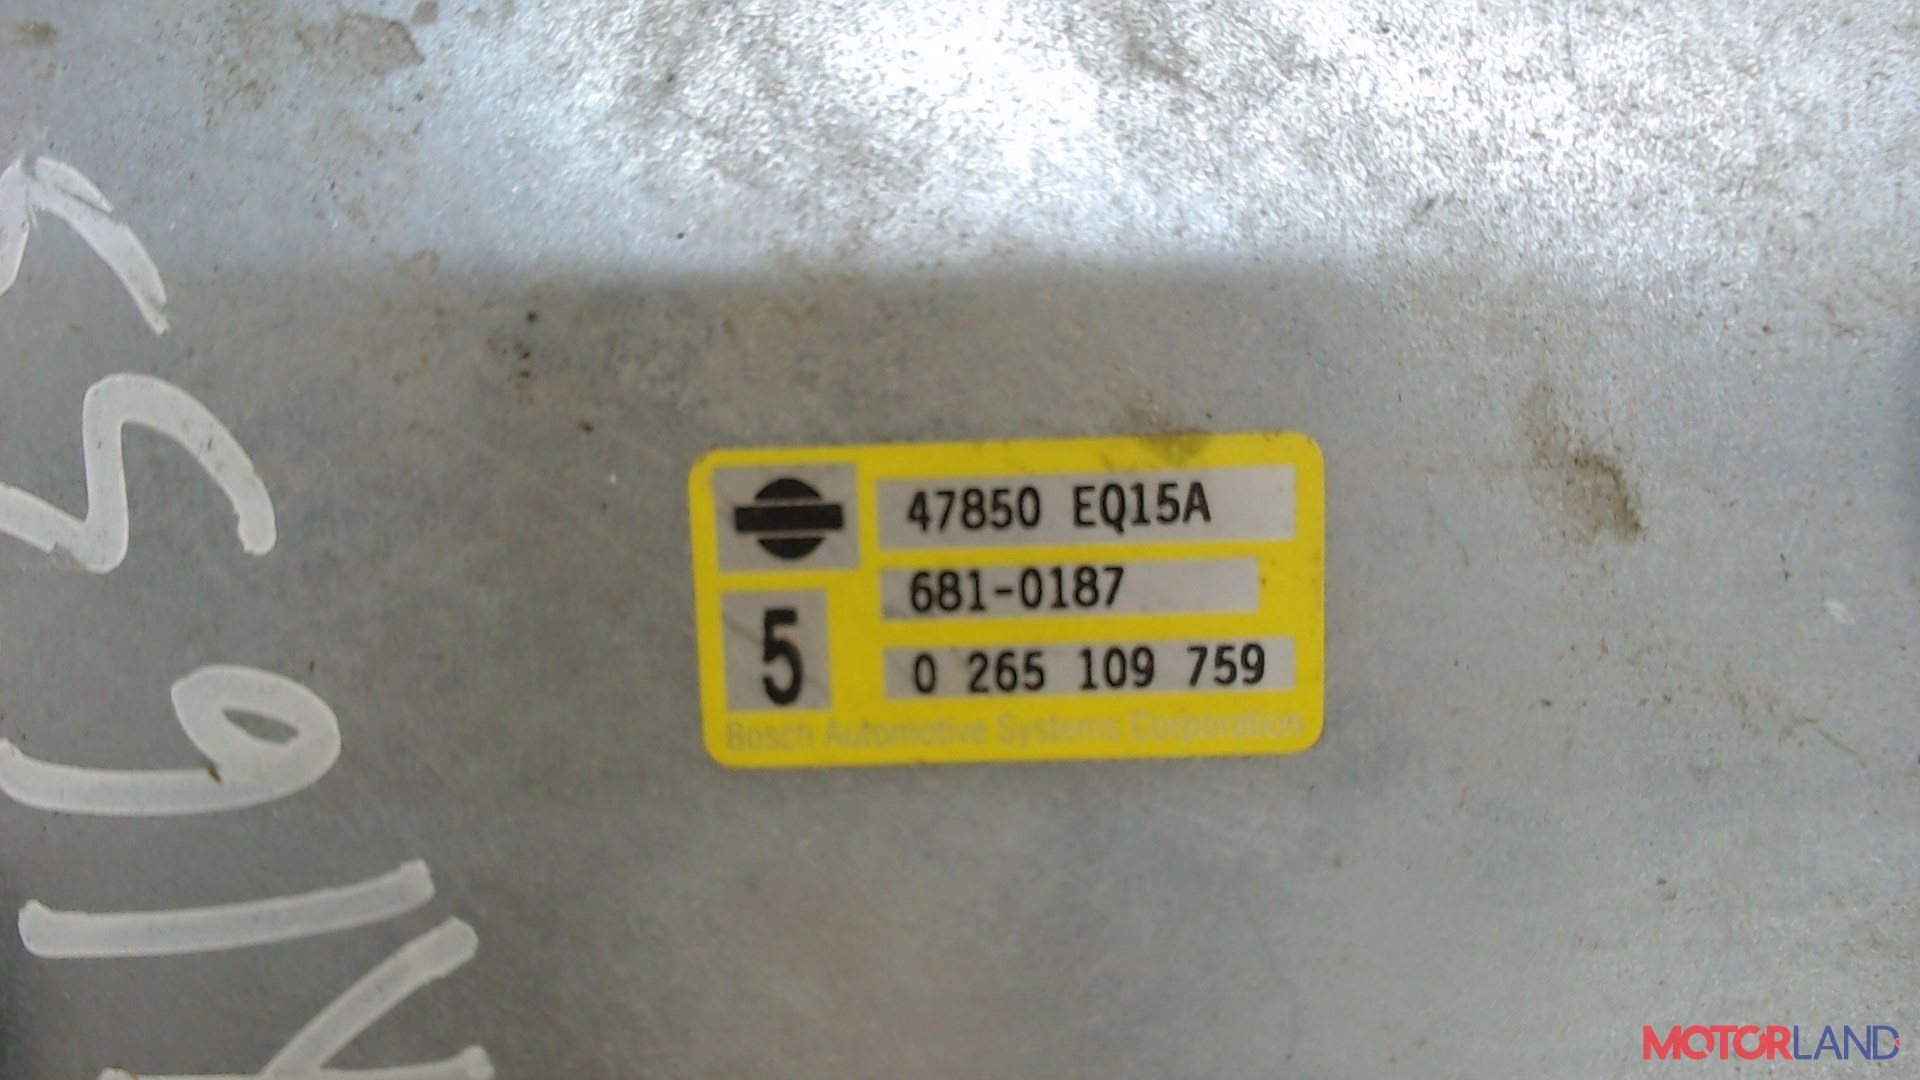 47850 EQ15A
681-0187
5
0 265 109 759
Bosch Automotive Systems Corporation
MOTORLAND